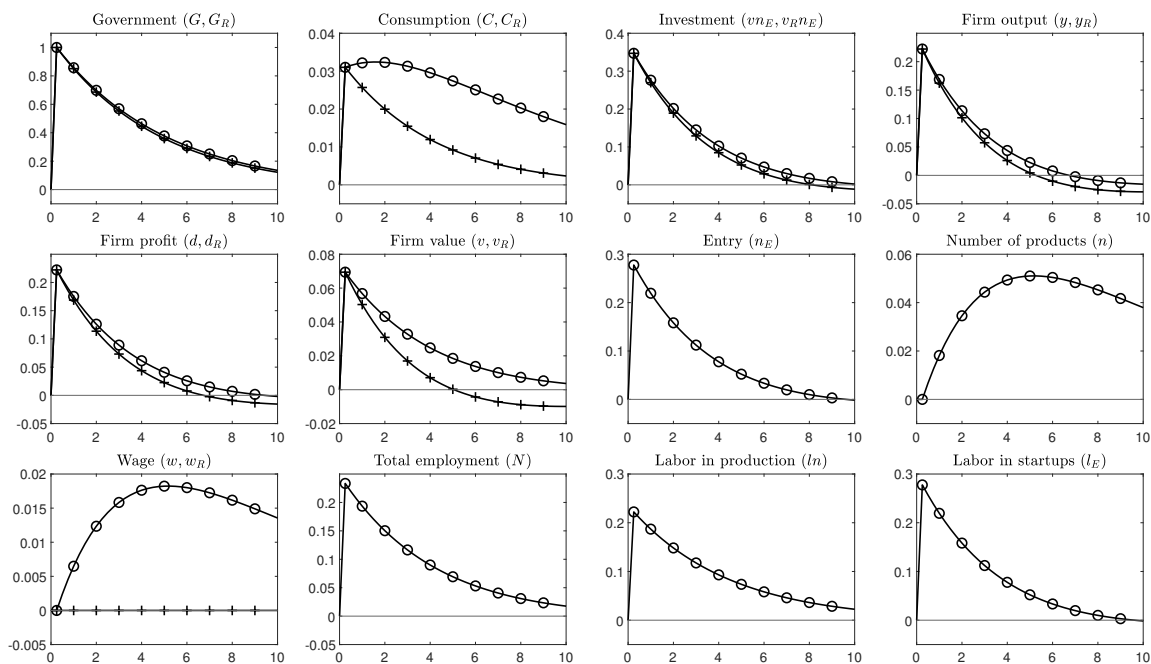 Government (G, G_R) Consumption (C, C_R) Investment (vn_E, v_Rn_E) Firm output (y, y_R)
1 0.04 0.4 0.2
0.8 0.03 0.3 0.15
0.6 0.02 0.2 0.1
0.4 0.01 0.1 0.05
0.2 0 0 0
0 -0.05
0 2 4 6 8 10 0 2 4 6 8 10 0 2 4 6 8 10 0 2 4 6 8 10
Firm profit (d, d_R) Firm value (v, v_R) Entry (n_E) Number of products (n)
0.2 0.08 0.3 0.06
0.15 0.06 0.2 0.04
0.1 0.04 0.1 0.02
0.05 0.02 0 0
0 0
-0.05 -0.02
0 2 4 6 8 10 0 2 4 6 8 10 0 2 4 6 8 10 0 2 4 6 8 10
Wage (w, w_R) Total employment (N) Labor in production (ln) Labor in startups (l_E)
0.02 0.2 0.3 0.3
0.015 0.15 0.2 0.2
0.01 0.1 0.1 0.1
0.005 0.05 0 0
0 0
-0.005 -0.05
0 2 4 6 8 10 0 2 4 6 8 10 0 2 4 6 8 10 0 2 4 6 8 10